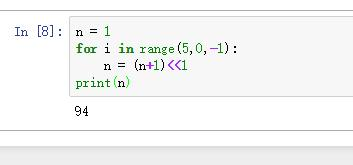 In [8]: n = 1
for i in range(5,0,-1):
    n = (n+1)<<1
print(n)
94